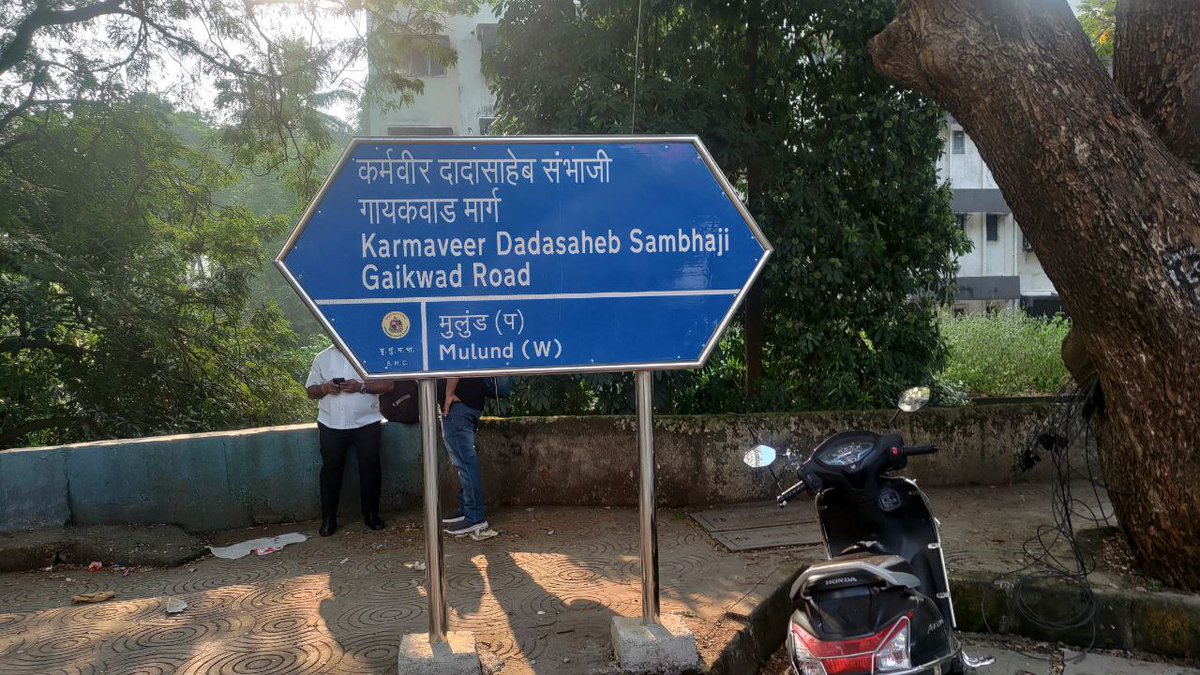 कर्मवीर दादासाहेब संभाजी
गायकवाड मार्ग
Karmaveer Dadasaheb Sambhaji
Gaikwad Road
मुलुंड (प)
बृ. मुं. म. पा.
Mulund (W)
B. M. C.
HONDA